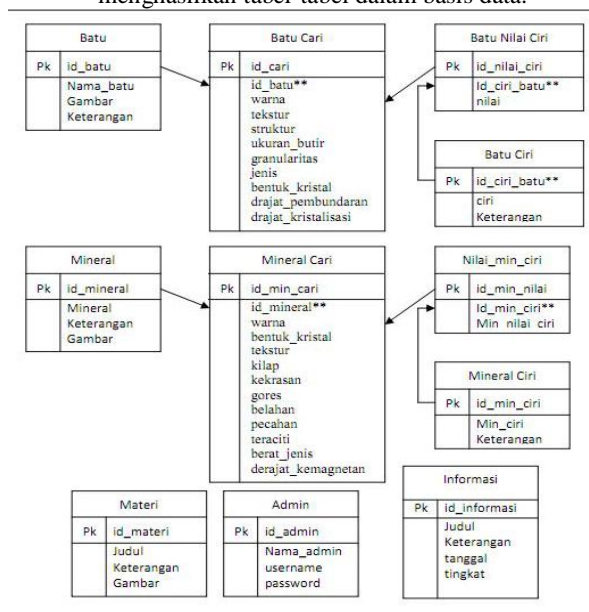 menghasilkan tabel-tabel dalam basis data.
Batu
Pk id_batu
Nama_batu
Gambar
Keterangan
Batu Cari
Pk id_cari
id_batu**
warna
tekstur
struktur
ukuran_butir
granularitas
jenis
bentuk_kristal
drajat_pembundaran
drajat_kristalisasi
Batu Nilai Ciri
Pk id_nilai_ciri
Id_ciri_batu**
nilai
Batu Ciri
Pk id_ciri_batu**
ciri
Keterangan
Mineral
Pk id_mineral
Mineral
Keterangan
Gambar
Mineral Cari
Pk id_min_cari
id_mineral**
warna
bentuk_kristal
tekstur
kilap
kekrasan
gores
belahan
pecahan
teraciti
berat_jenis
derajat_kemagnetan
Nilai_min_ciri
Pk id_min_nilai
Id_min_ciri**
Min nilai ciri
Mineral Ciri
Pk id_min_ciri
Min_ciri
Keterangan
Materi
Pk id_materi
Judul
Keterangan
Gambar
Admin
Pk id_admin
Nama_admin
username
password
Informasi
Pk id_informasi
Judul
Keterangan
tanggal
tingkat